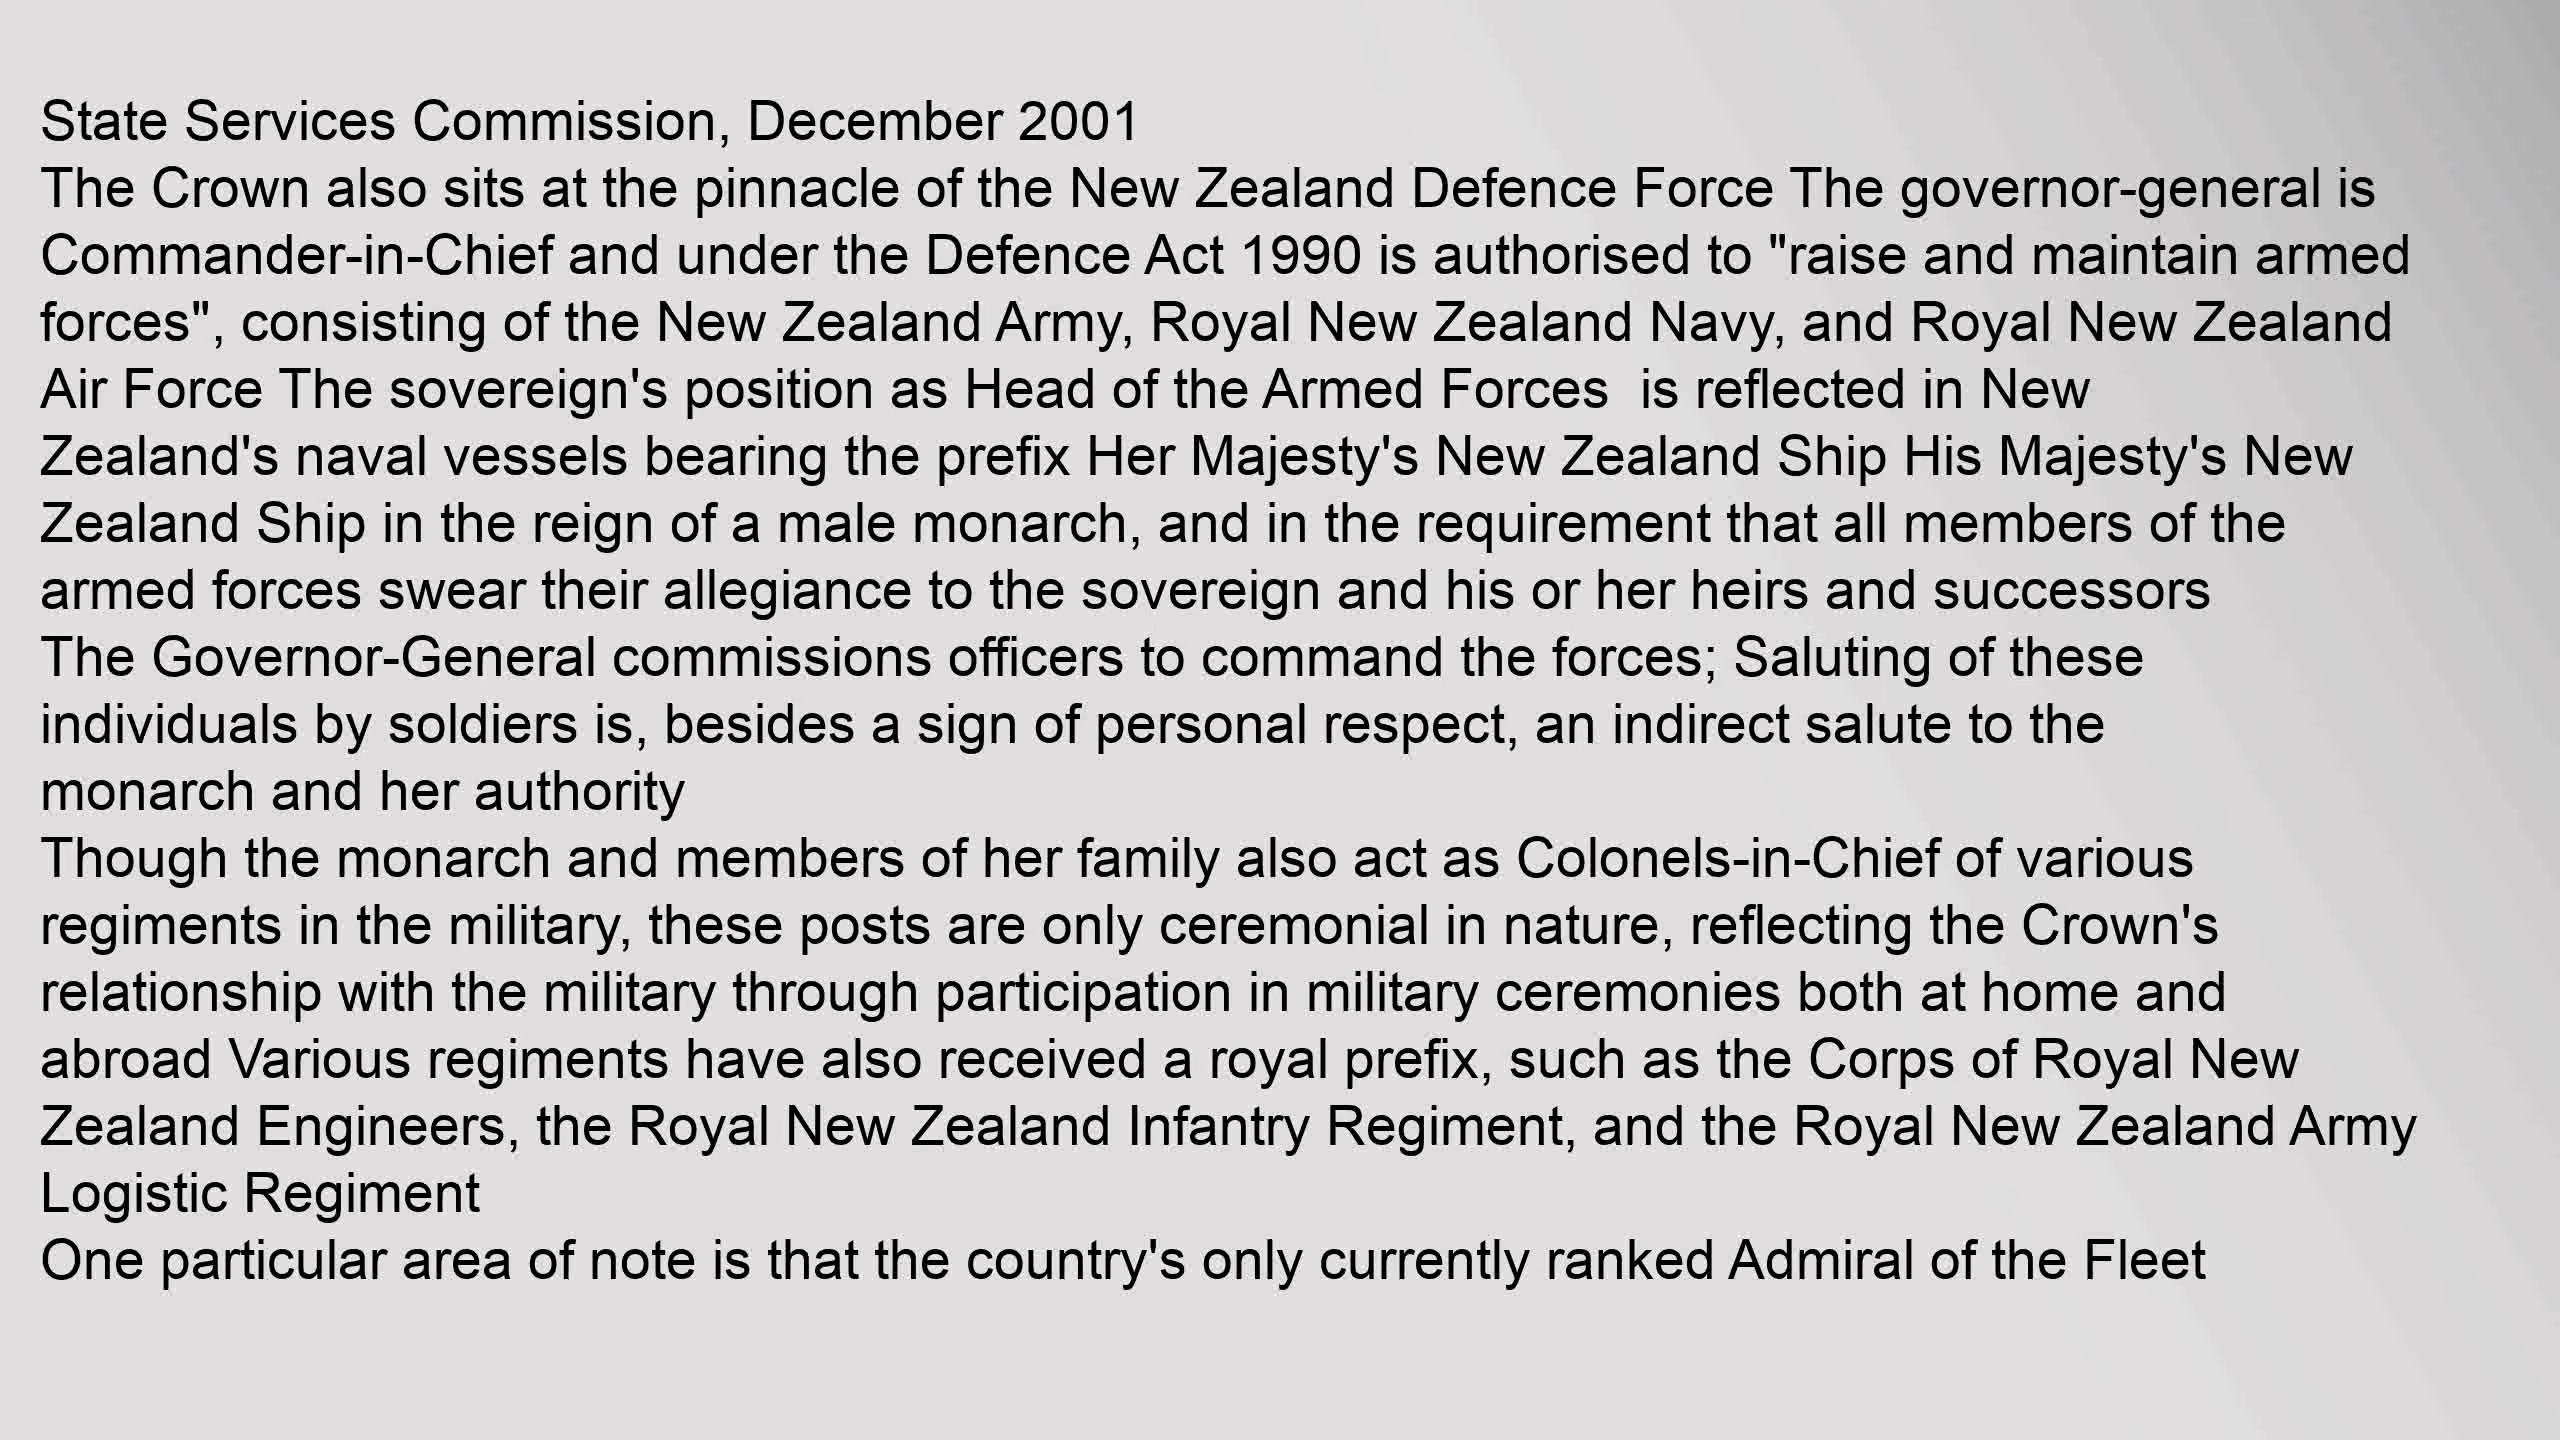 State Services Commission, December 2001
The Crown also sits at the pinnacle of the New Zealand Defence Force The governor-general is
Commander-in-Chief and under the Defence Act 1990 is authorised to "raise and maintain armed
forces", consisting of the New Zealand Army, Royal New Zealand Navy, and Royal New Zealand
Air Force The sovereign's position as Head of the Armed Forces  is reflected in New
Zealand's naval vessels bearing the prefix Her Majesty's New Zealand Ship His Majesty's New
Zealand Ship in the reign of a male monarch, and in the requirement that all members of the
armed forces swear their allegiance to the sovereign and his or her heirs and successors
The Governor-General commissions officers to command the forces; Saluting of these
individuals by soldiers is, besides a sign of personal respect, an indirect salute to the
monarch and her authority
Though the monarch and members of her family also act as Colonels-in-Chief of various
regiments in the military, these posts are only ceremonial in nature, reflecting the Crown's
relationship with the military through participation in military ceremonies both at home and
abroad Various regiments have also received a royal prefix, such as the Corps of Royal New
Zealand Engineers, the Royal New Zealand Infantry Regiment, and the Royal New Zealand Army
Logistic Regiment
One particular area of note is that the country's only currently ranked Admiral of the Fleet